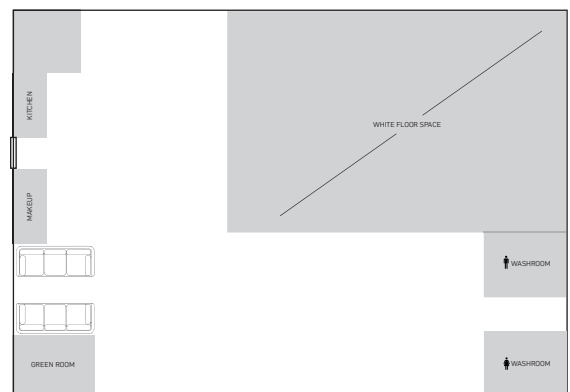 KITCHEN
WHITE FLOOR SPACE
MAKEUP
WASHROOM
GREEN ROOM
WASHROOM